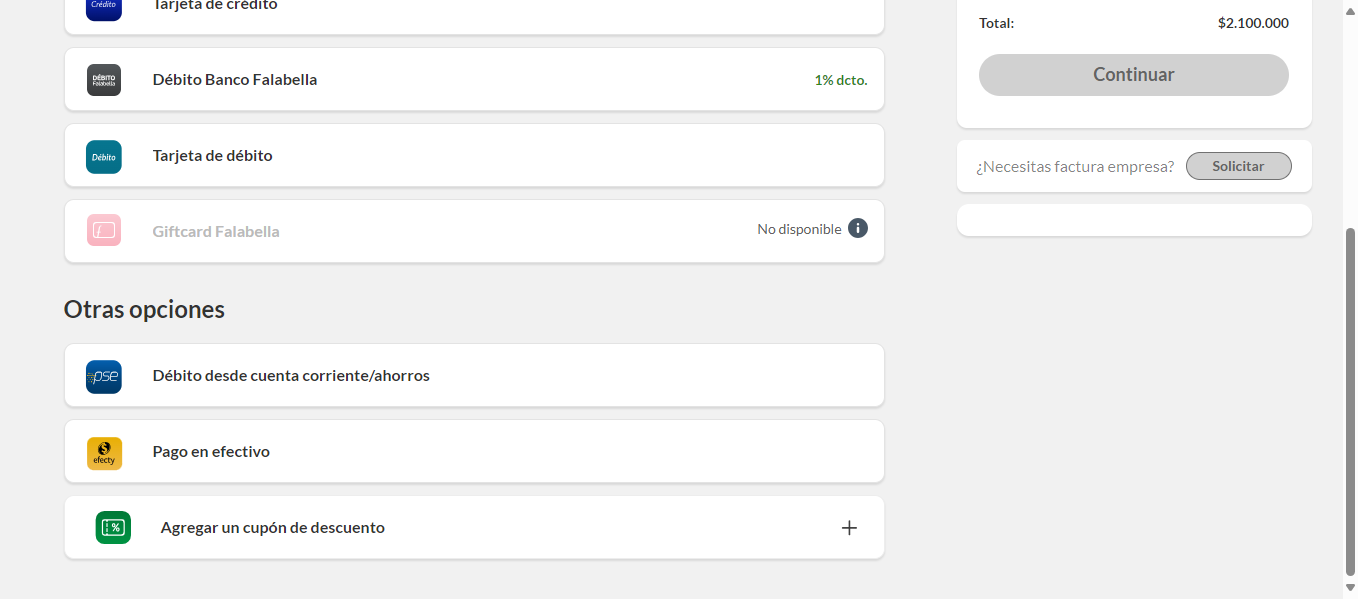 Crédito
Tarjeta de crédito
DÉBITO
Falabella
Débito Banco Falabella
1% dcto.
Débito
Tarjeta de débito
Giftcard Falabella
No disponible
Otras opciones
pse
Débito desde cuenta corriente/ahorros
efecty
Pago en efectivo
%
Agregar un cupón de descuento
Total:
$2.100.000
Continuar
¿Necesitas factura empresa?
Solicitar